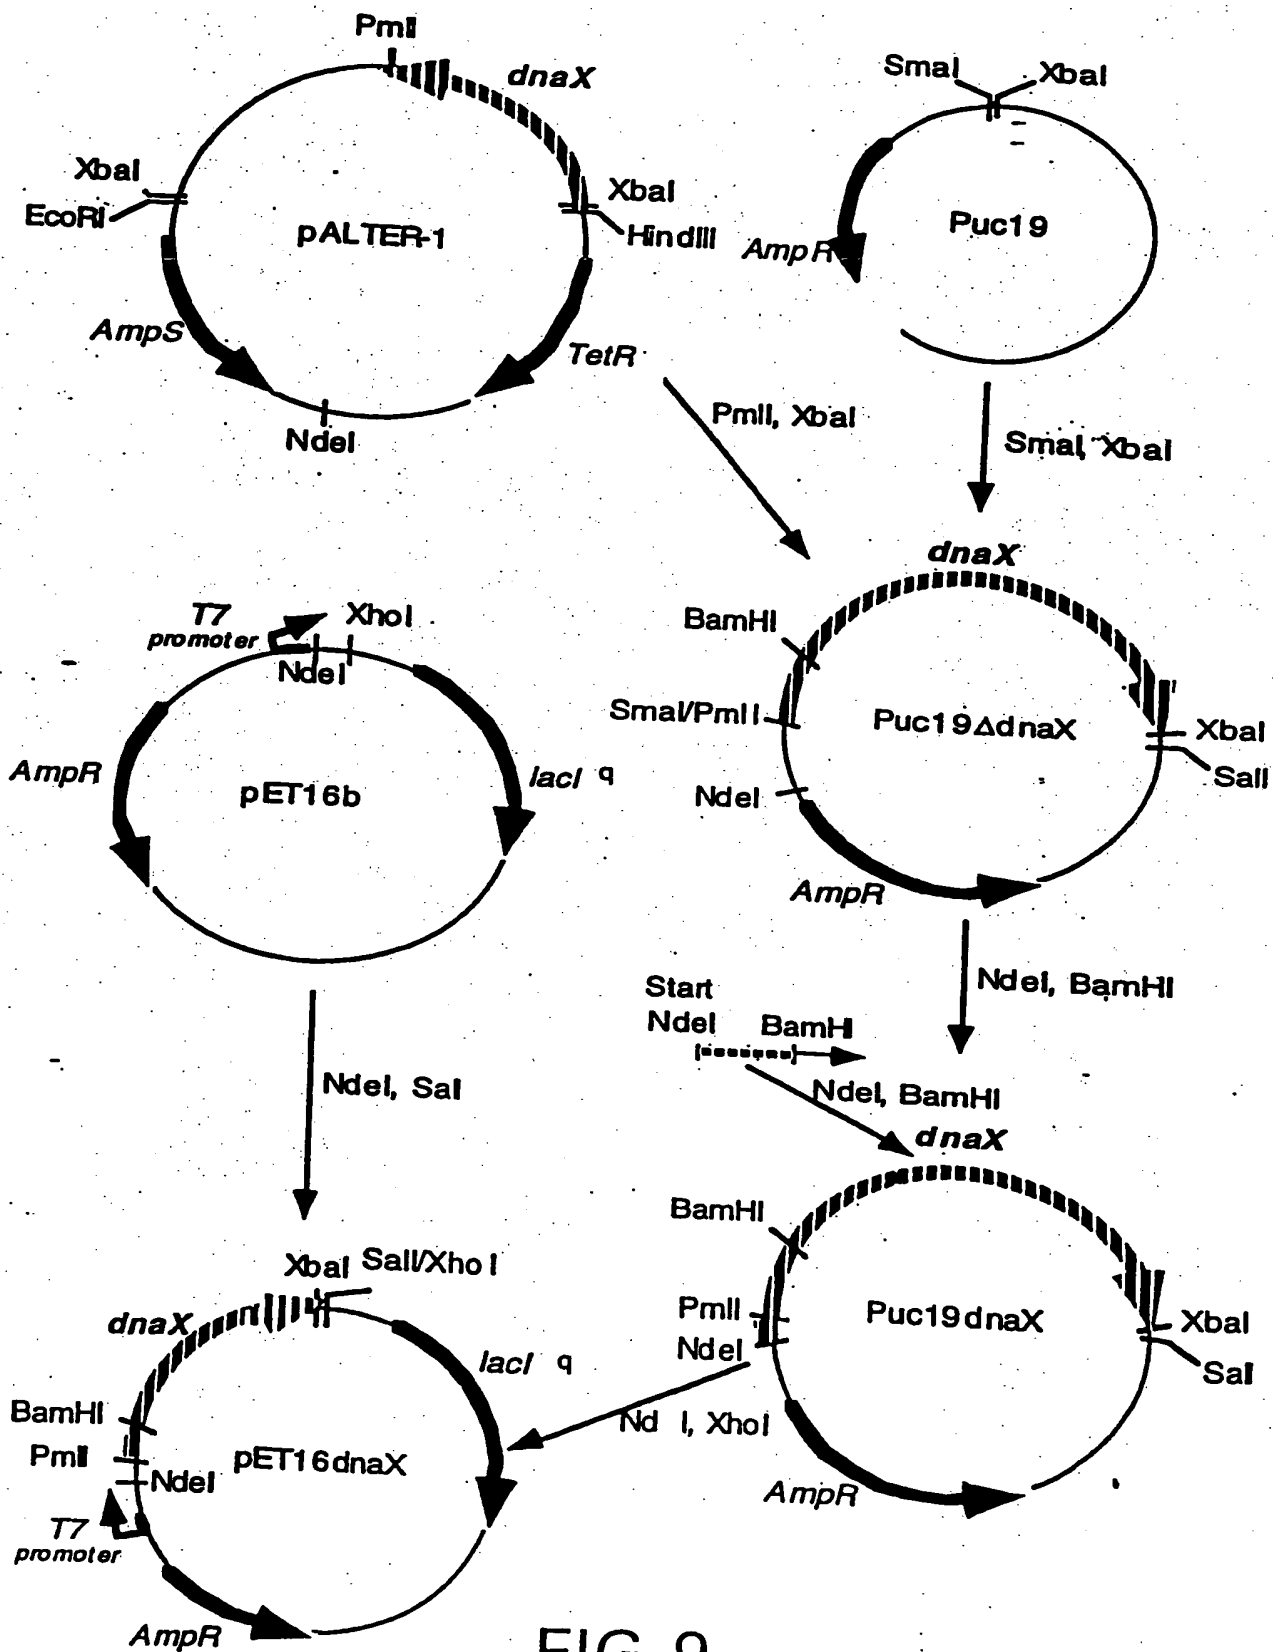 PmlI
dnaX
SmaI XbaI
XbaI
EcoRI
XbaI
HindIII
pALTER-1
Puc19
AmpR
AmpS
TetR
NdeI
PmlI, XbaI
SmaI, XbaI
dnaX
T7
promoter
XhoI
NdeI
BamHI
SmaI/PmlI
Puc19ΔdnaX
XbaI
SalI
AmpR
pET16b
lacI q
NdeI
AmpR
Start
NdeI BamHI
NdeI, BamHI
NdeI, BamHI
NdeI, Sal
dnaX
BamHI
XbaI SalI/XhoI
dnaX
PmlI
NdeI
Puc19dnaX
XbaI
Sal
lacI q
BamHI
PmlI
NdeI
pET16dnaX
Nd I, XhoI
AmpR
T7
promoter
AmpR
FIG. 9